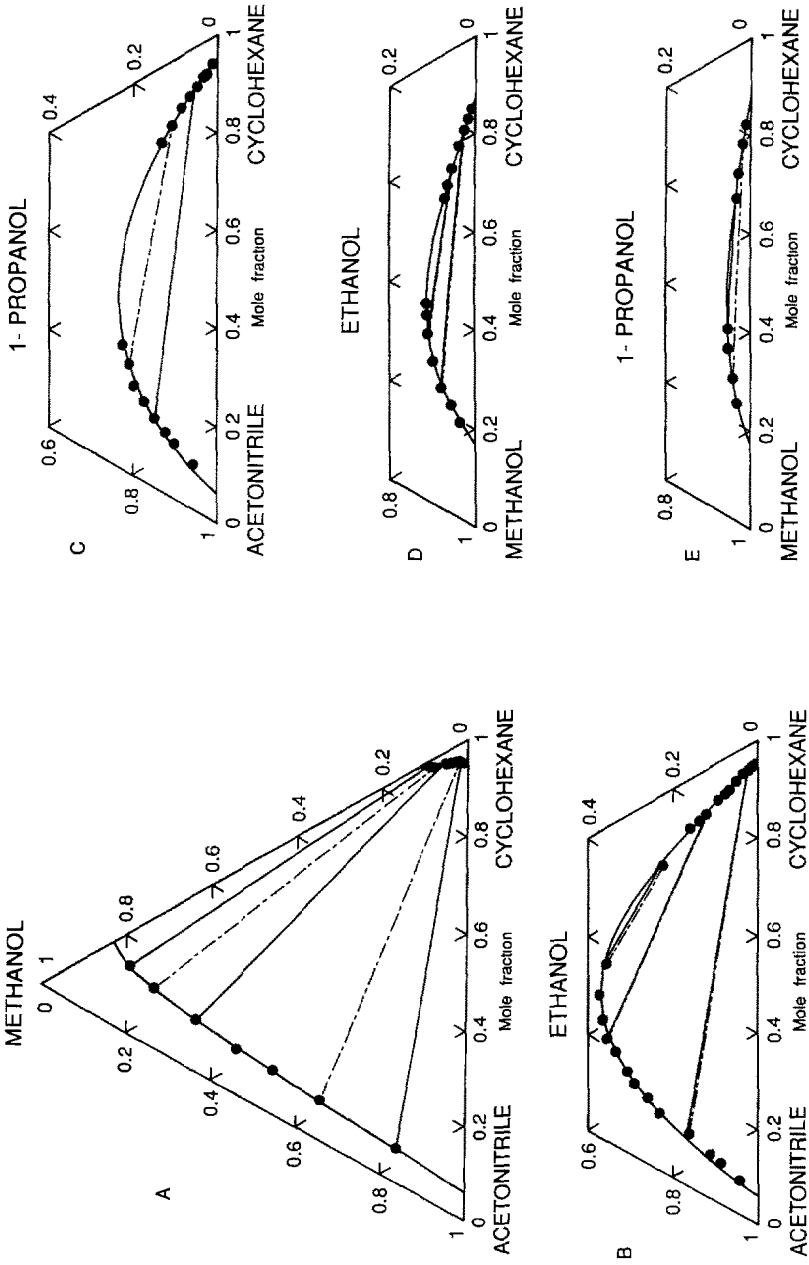 A
METHANOL
0
1
0.2
0.8
0.4
0.6
0.6
0.4
0.8
0.2
1
0
0
0.2
0.4
0.6
0.8
1
ACETONITRILE
Mole fraction
CYCLOHEXANE
B
ETHANOL
0.6
0.4
0.8
0.2
1
0
0
0.2
0.4
0.6
0.8
1
ACETONITRILE
Mole fraction
CYCLOHEXANE
C
1- PROPANOL
0.6
0.4
0.8
0.2
1
0
0
0.2
0.4
0.6
0.8
1
ACETONITRILE
Mole fraction
CYCLOHEXANE
D
ETHANOL
0.8
0.2
1
0
0
0.2
0.4
0.6
0.8
1
METHANOL
Mole fraction
CYCLOHEXANE
E
1- PROPANOL
0.8
0.2
1
0
0
0.2
0.4
0.6
0.8
1
METHANOL
Mole fraction
CYCLOHEXANE